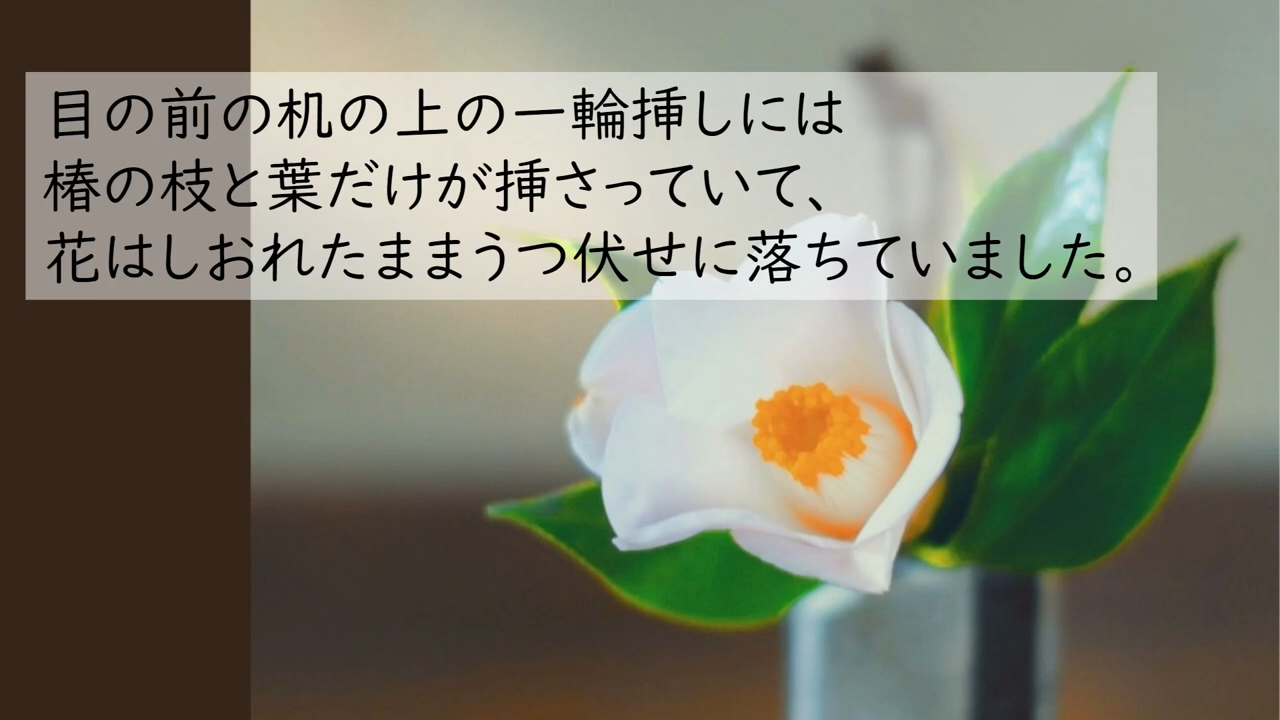 目の前の机の上の一輪挿しには
椿の枝と葉だけが挿さっていて、
花はしおれたままうつ伏せに落ちていました。